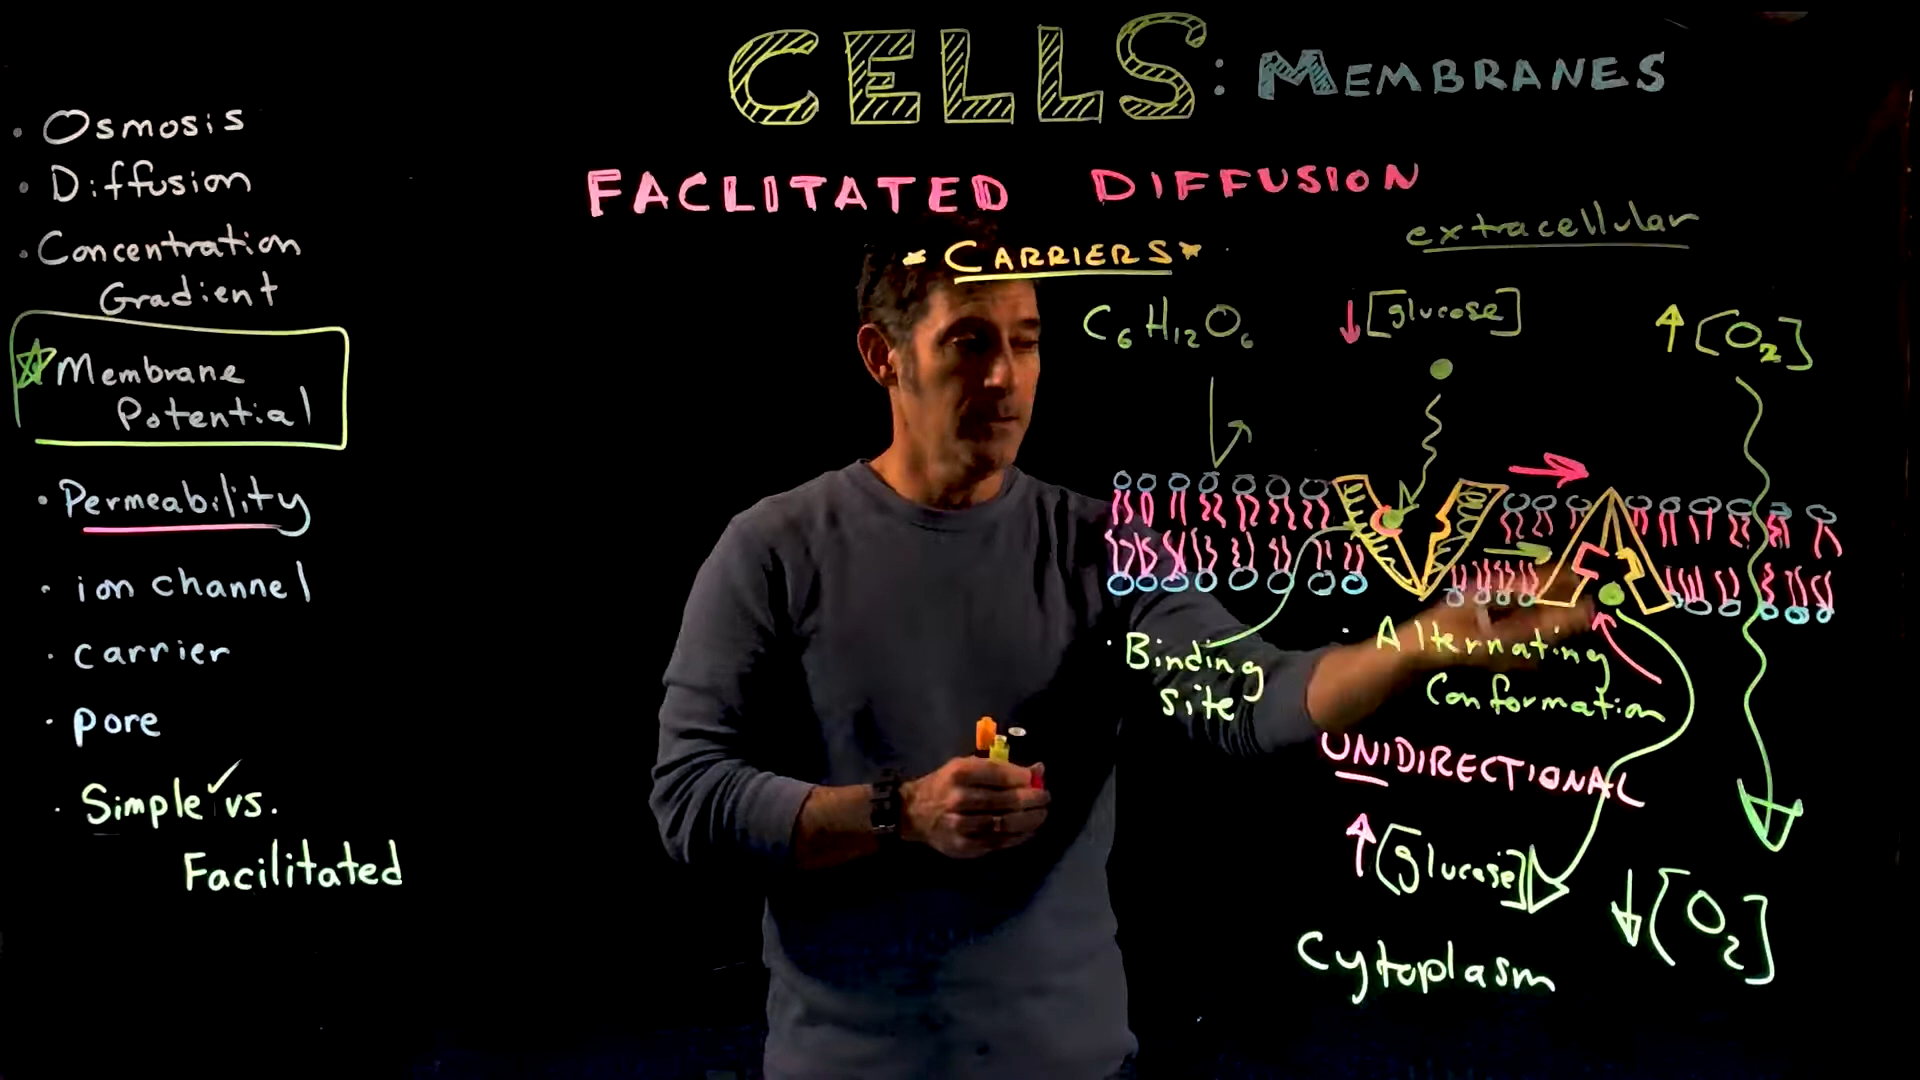 CELLS: MEMBRANES
FACLITATED DIFFUSION
* CARRIERS *
• Osmosis
• Diffusion
• Concentration
Gradient
Membrane
Potential
• Permeability
• ion channel
• carrier
• pore
• Simple ✓ vs.
Facilitated
extracellular
C₆H₁₂O₆
↓ [glucose]
↑ [O₂]
• Binding
site
• Alternating
Conformation
UNIDIRECTIONAL
↑ [glucose]
↓ [O₂]
Cytoplasm